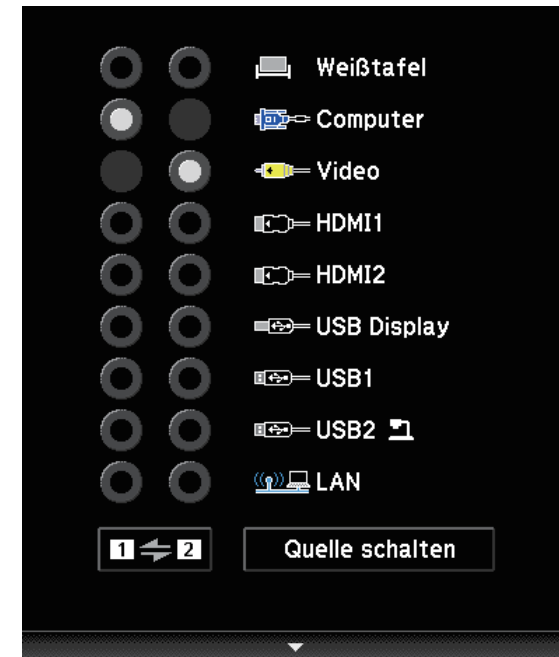 Weißtafel
Computer
Video
HDMI1
HDMI2
USB Display
USB1
USB2
LAN
1 2 Quelle schalten